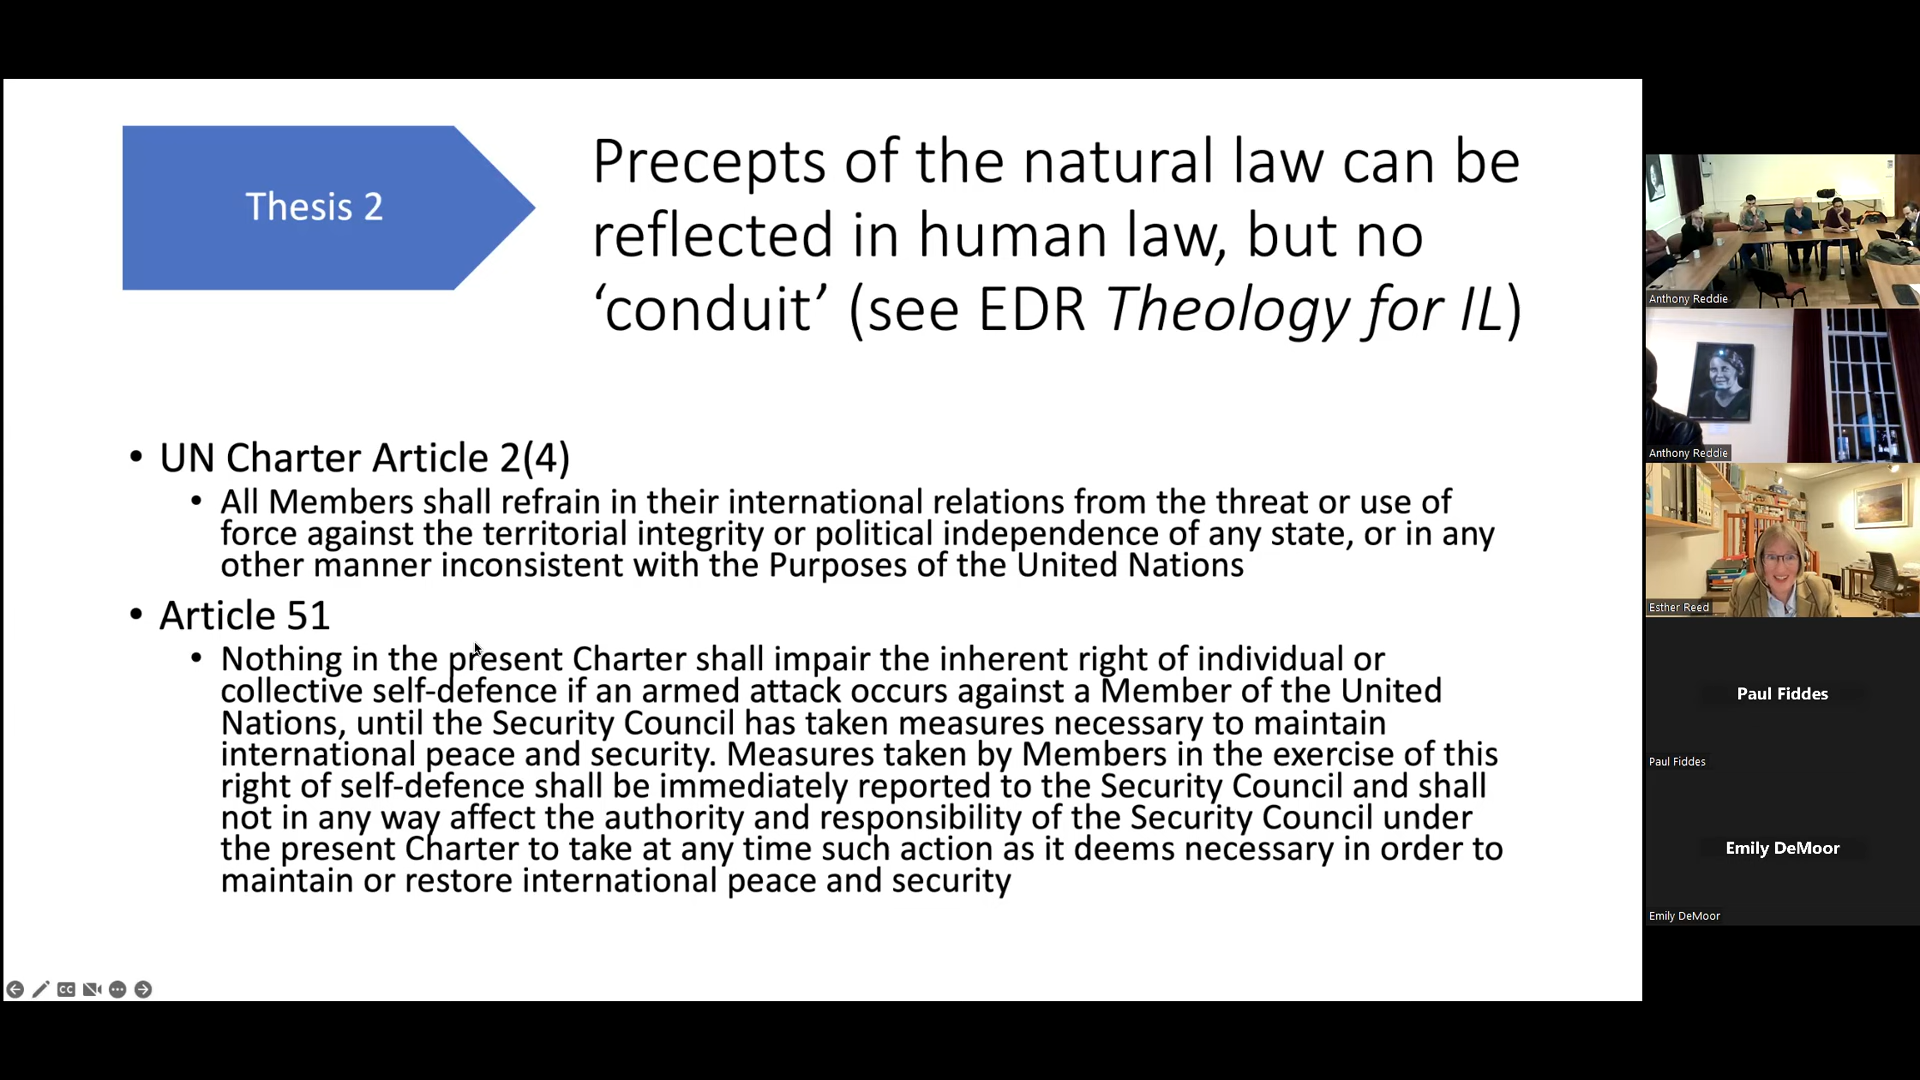 Thesis 2
Precepts of the natural law can be
reflected in human law, but no
‘conduit’ (see EDR Theology for IL)
• UN Charter Article 2(4)
• All Members shall refrain in their international relations from the threat or use of
force against the territorial integrity or political independence of any state, or in any
other manner inconsistent with the Purposes of the United Nations
• Article 51
• Nothing in the present Charter shall impair the inherent right of individual or
collective self-defence if an armed attack occurs against a Member of the United
Nations, until the Security Council has taken measures necessary to maintain
international peace and security. Measures taken by Members in the exercise of this
right of self-defence shall be immediately reported to the Security Council and shall
not in any way affect the authority and responsibility of the Security Council under
the present Charter to take at any time such action as it deems necessary in order to
maintain or restore international peace and security
CC
Anthony Reddie
Anthony Reddie
Esther Reed
Paul Fiddes
Paul Fiddes
Emily DeMoor
Emily DeMoor